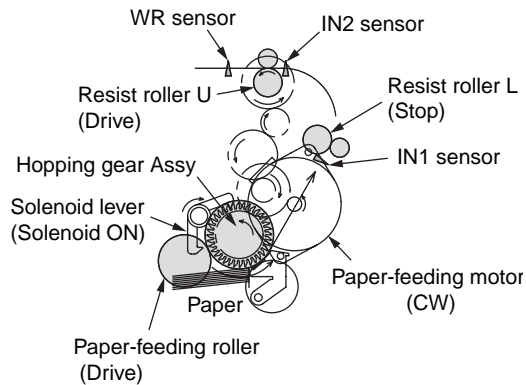 WR sensor
IN2 sensor
Resist roller U
(Drive)
Resist roller L
(Stop)
IN1 sensor
Hopping gear Assy
Solenoid lever
(Solenoid ON)
Paper
Paper-feeding motor
(CW)
Paper-feeding roller
(Drive)